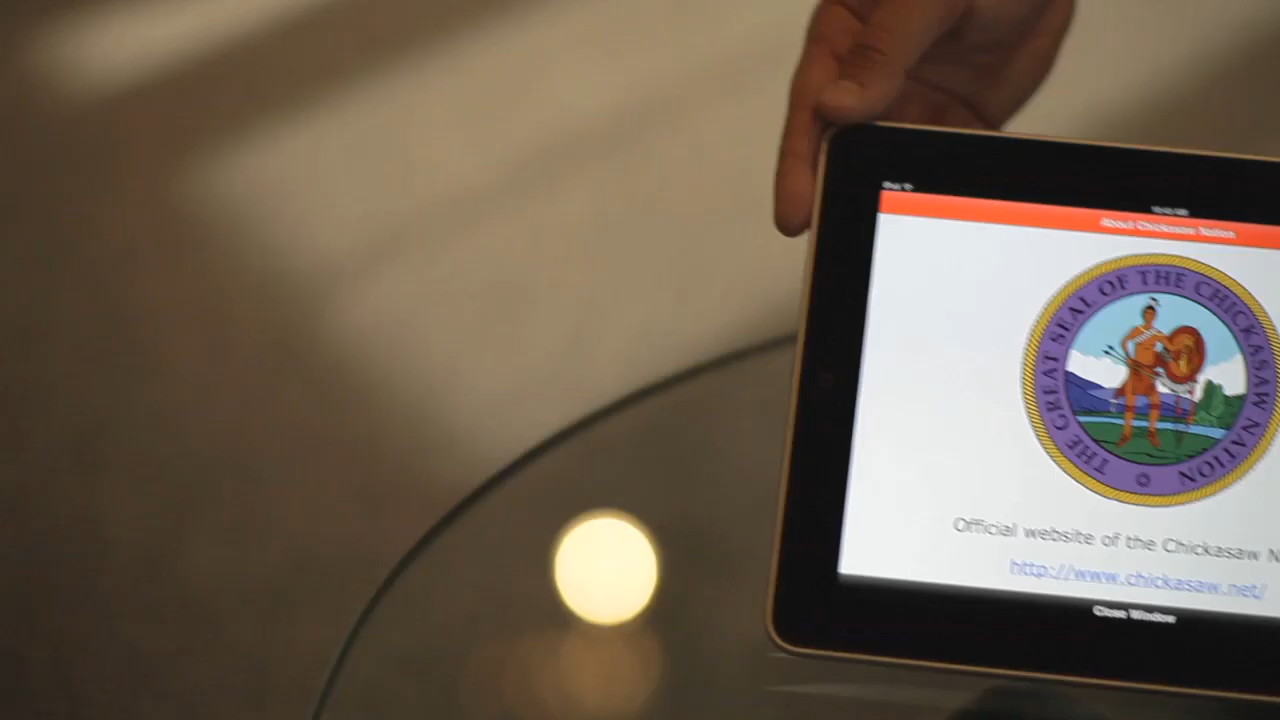 iPad
About Chickasaw Nation
THE GREAT SEAL OF THE CHICKASAW NATION
Official website of the Chickasaw N
http://www.chickasaw.net/
Close Window